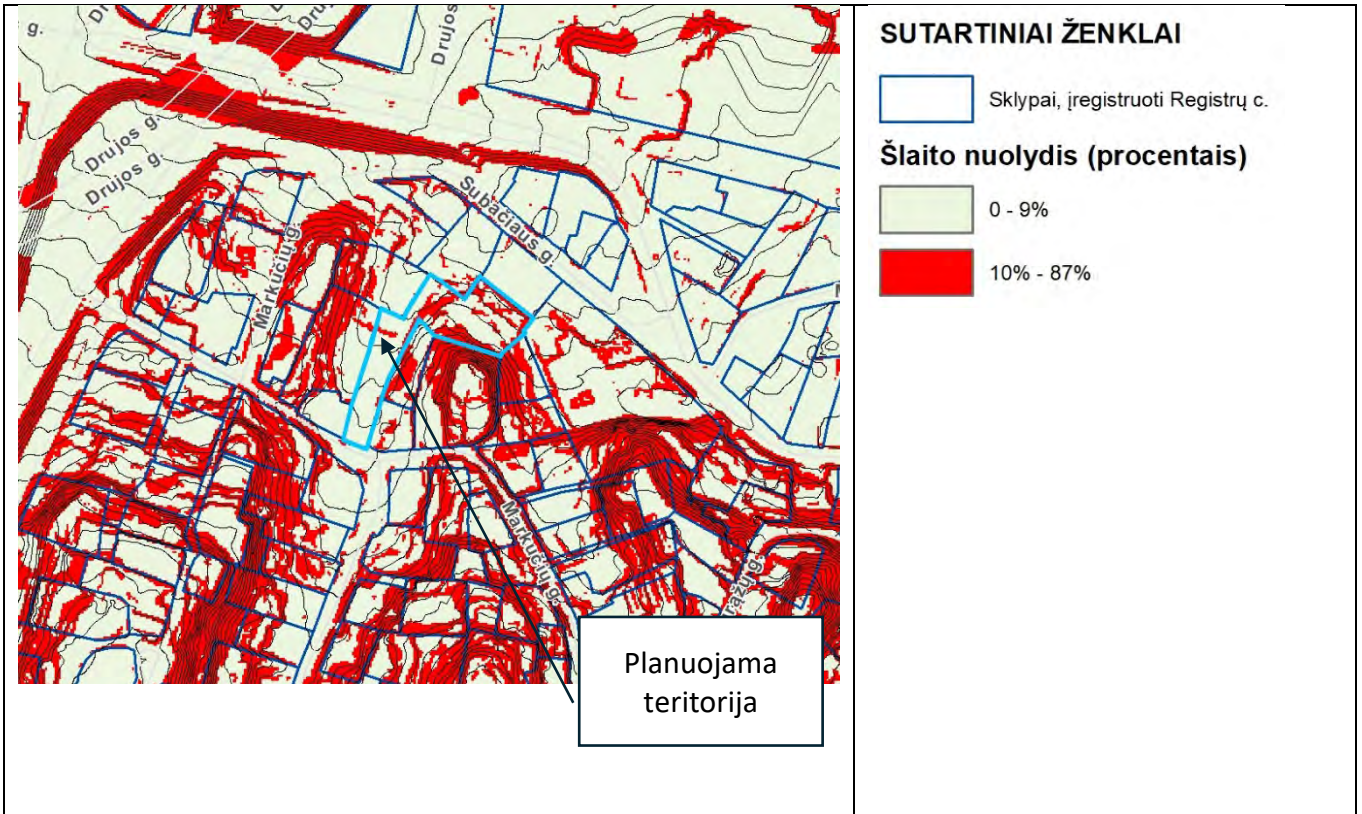 g.
Drujos
Subačiaus g.
Drujos g.
Drujos g.
Markučių g.
Markučių g.
Planuojama
teritorija
SUTARTINIAI ŽENKLAI
Sklypai, įregistruoti Registrų c.
Šlaito nuolydis (procentais)
0 - 9%
10% - 87%